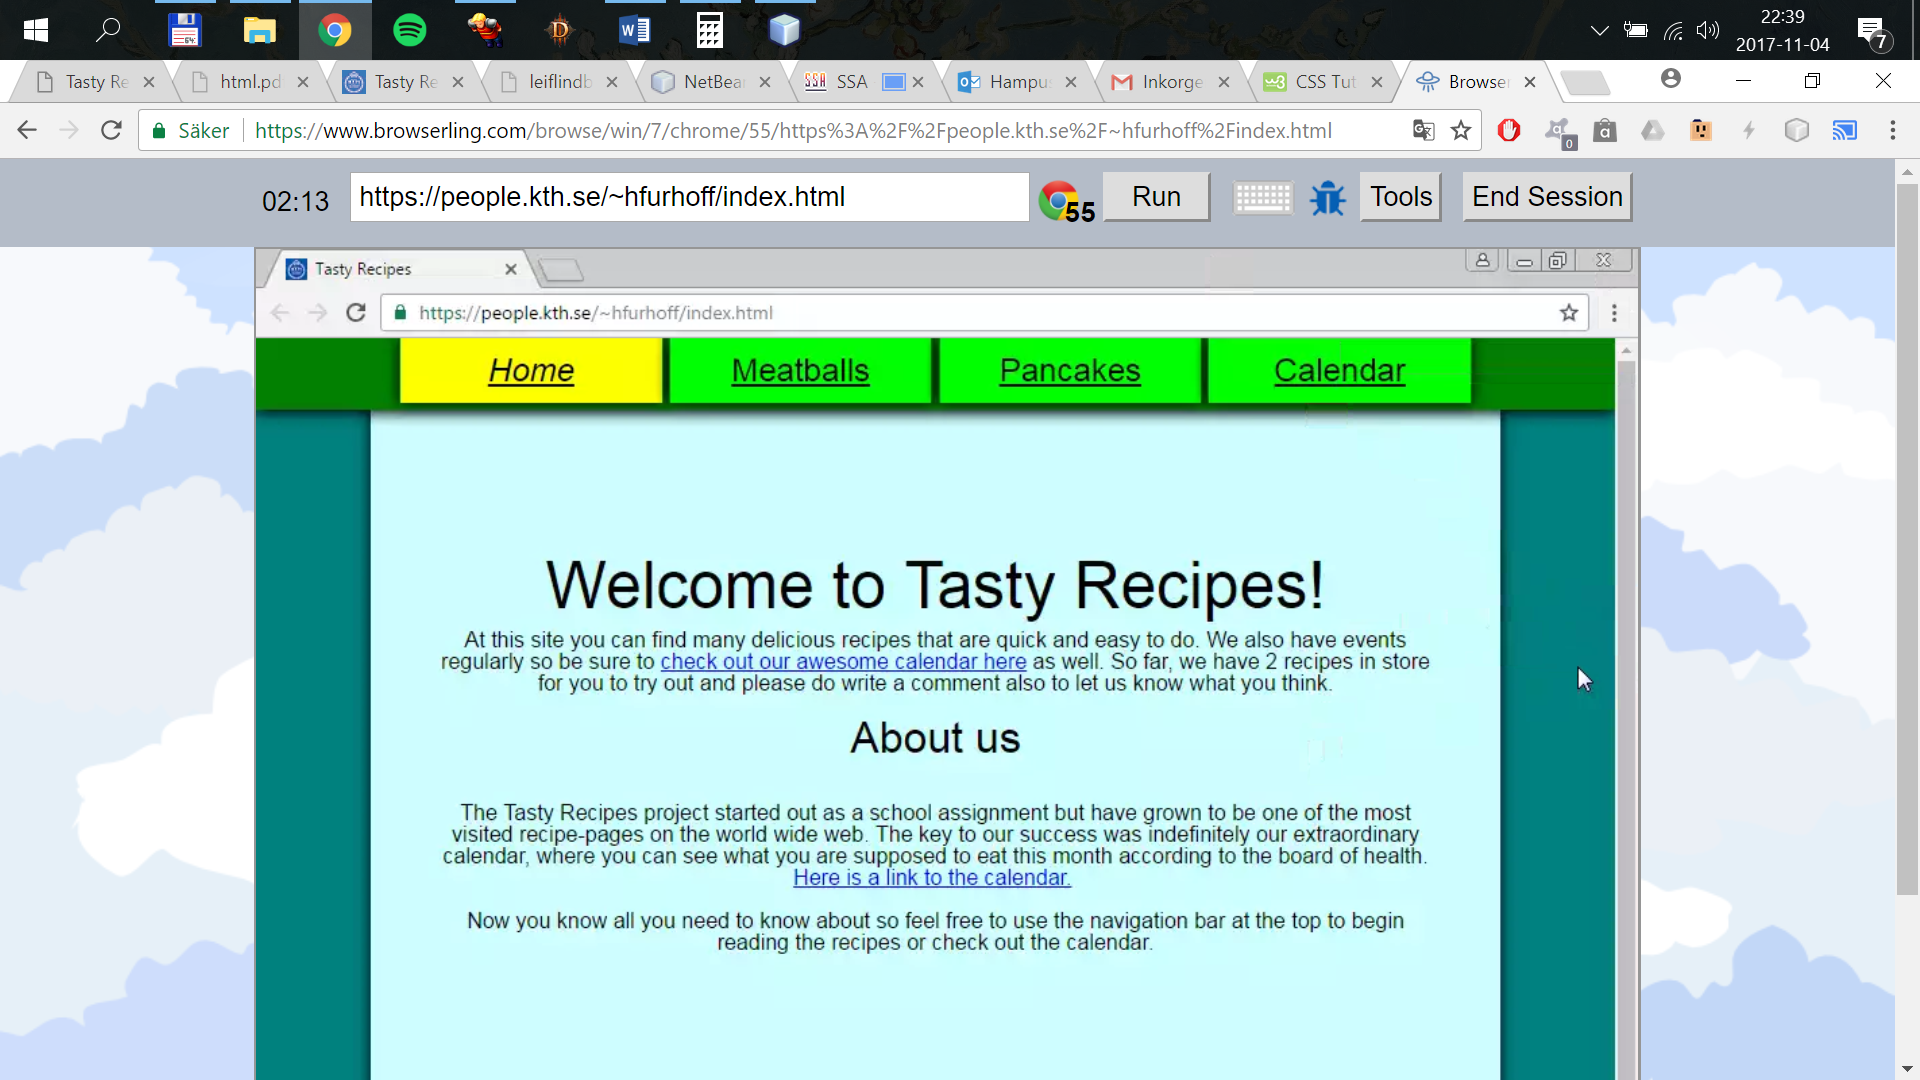 22:39
2017-11-04
7
64
Tasty Re
html.pd
Tasty Re
leiflindb
NetBear
SSA SSA
Hampu
Inkorge
w3 CSS Tut
Browser
Säker
https://www.browserling.com/browse/win/7/chrome/55/https%3A%2F%2Fpeople.kth.se%2F~hfurhoff%2Findex.html
0
a
02:13
https://people.kth.se/~hfurhoff/index.html
55
Run
Tools
End Session
Tasty Recipes
https://people.kth.se/~hfurhoff/index.html
Home
Meatballs
Pancakes
Calendar
Welcome to Tasty Recipes!
At this site you can find many delicious recipes that are quick and easy to do. We also have events
regularly so be sure to check out our awesome calendar here as well. So far, we have 2 recipes in store
for you to try out and please do write a comment also to let us know what you think.
About us
The Tasty Recipes project started out as a school assignment but have grown to be one of the most
visited recipe-pages on the world wide web. The key to our success was indefinitely our extraordinary
calendar, where you can see what you are supposed to eat this month according to the board of health.
Here is a link to the calendar.
Now you know all you need to know about so feel free to use the navigation bar at the top to begin
reading the recipes or check out the calendar.